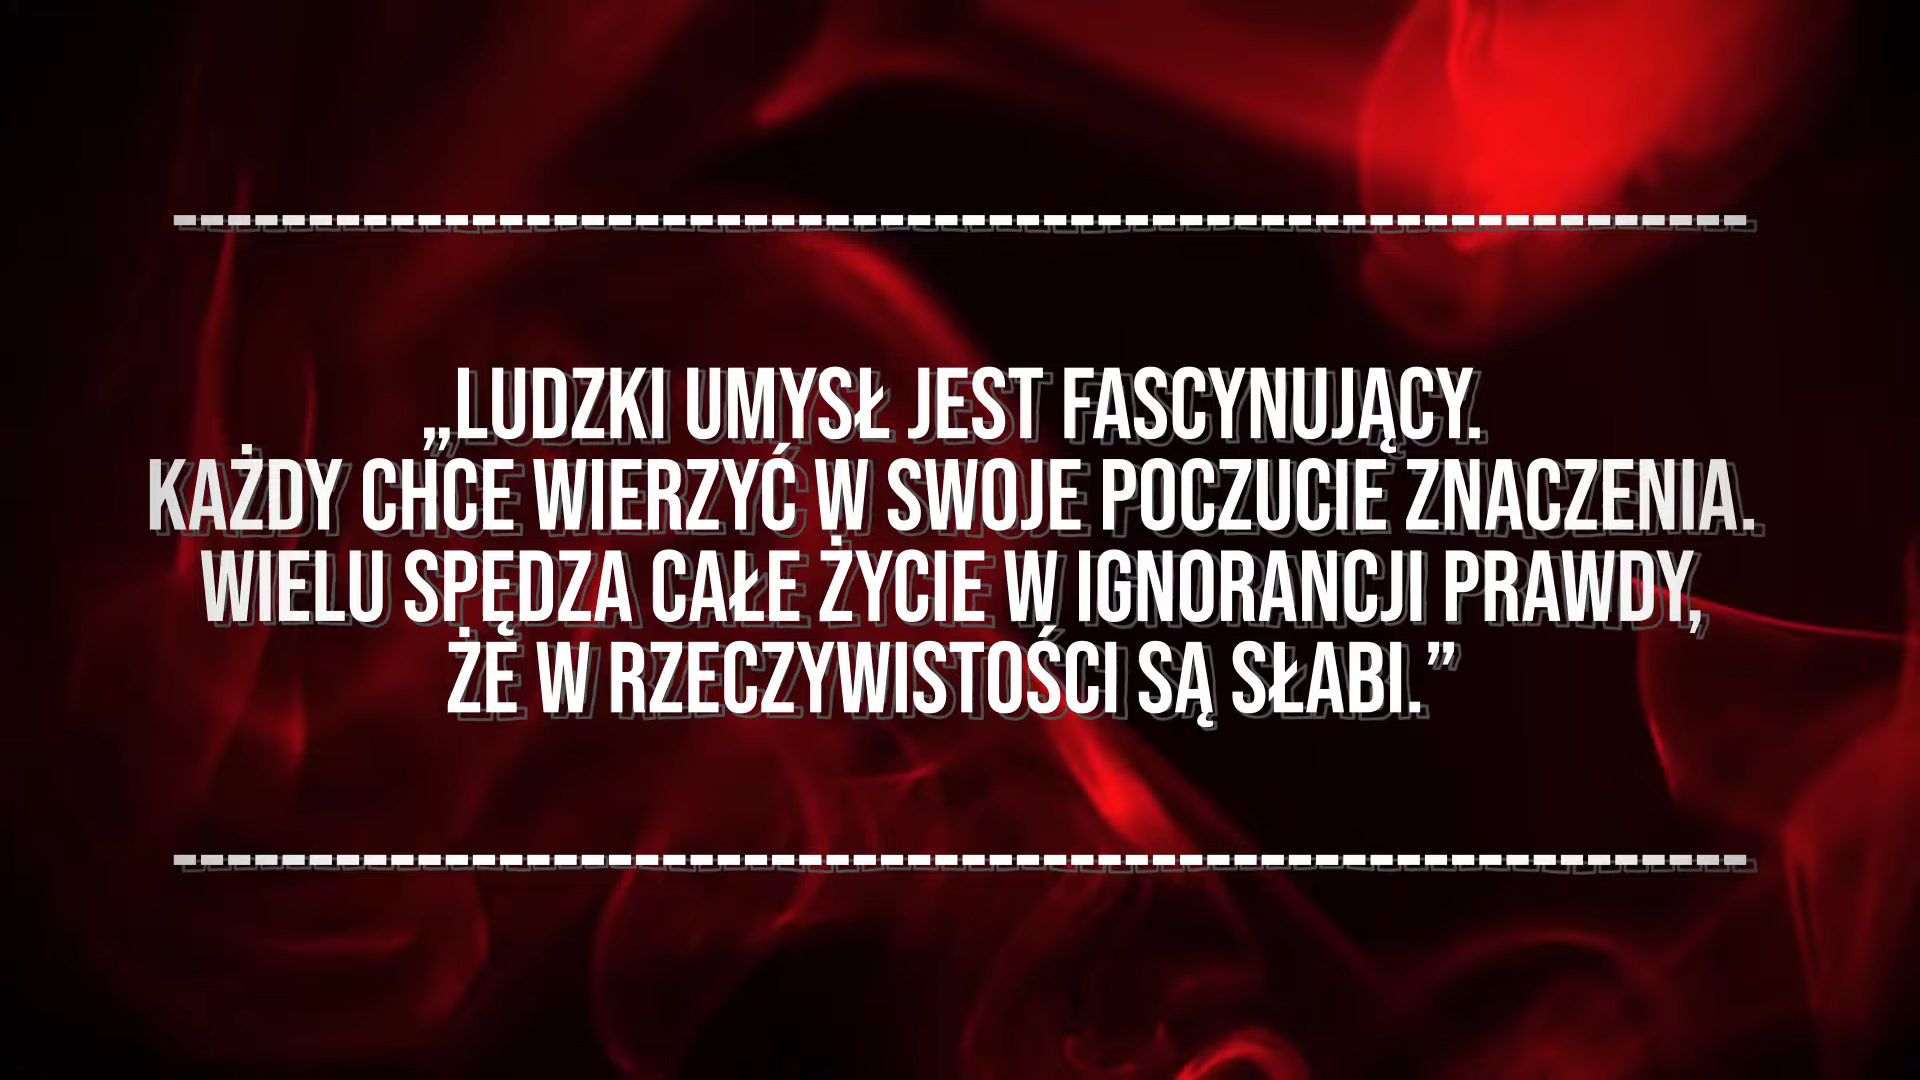 „LUDZKI UMYSŁ JEST FASCYNUJĄCY.
KAŻDY CHCE WIERZYĆ W SWOJE POCZUCIE ZNACZENIA.
WIELU SPĘDZA CAŁE ŻYCIE W IGNORANCJI PRAWDY,
ŻE W RZECZYWISTOŚCI SĄ SŁABI.”